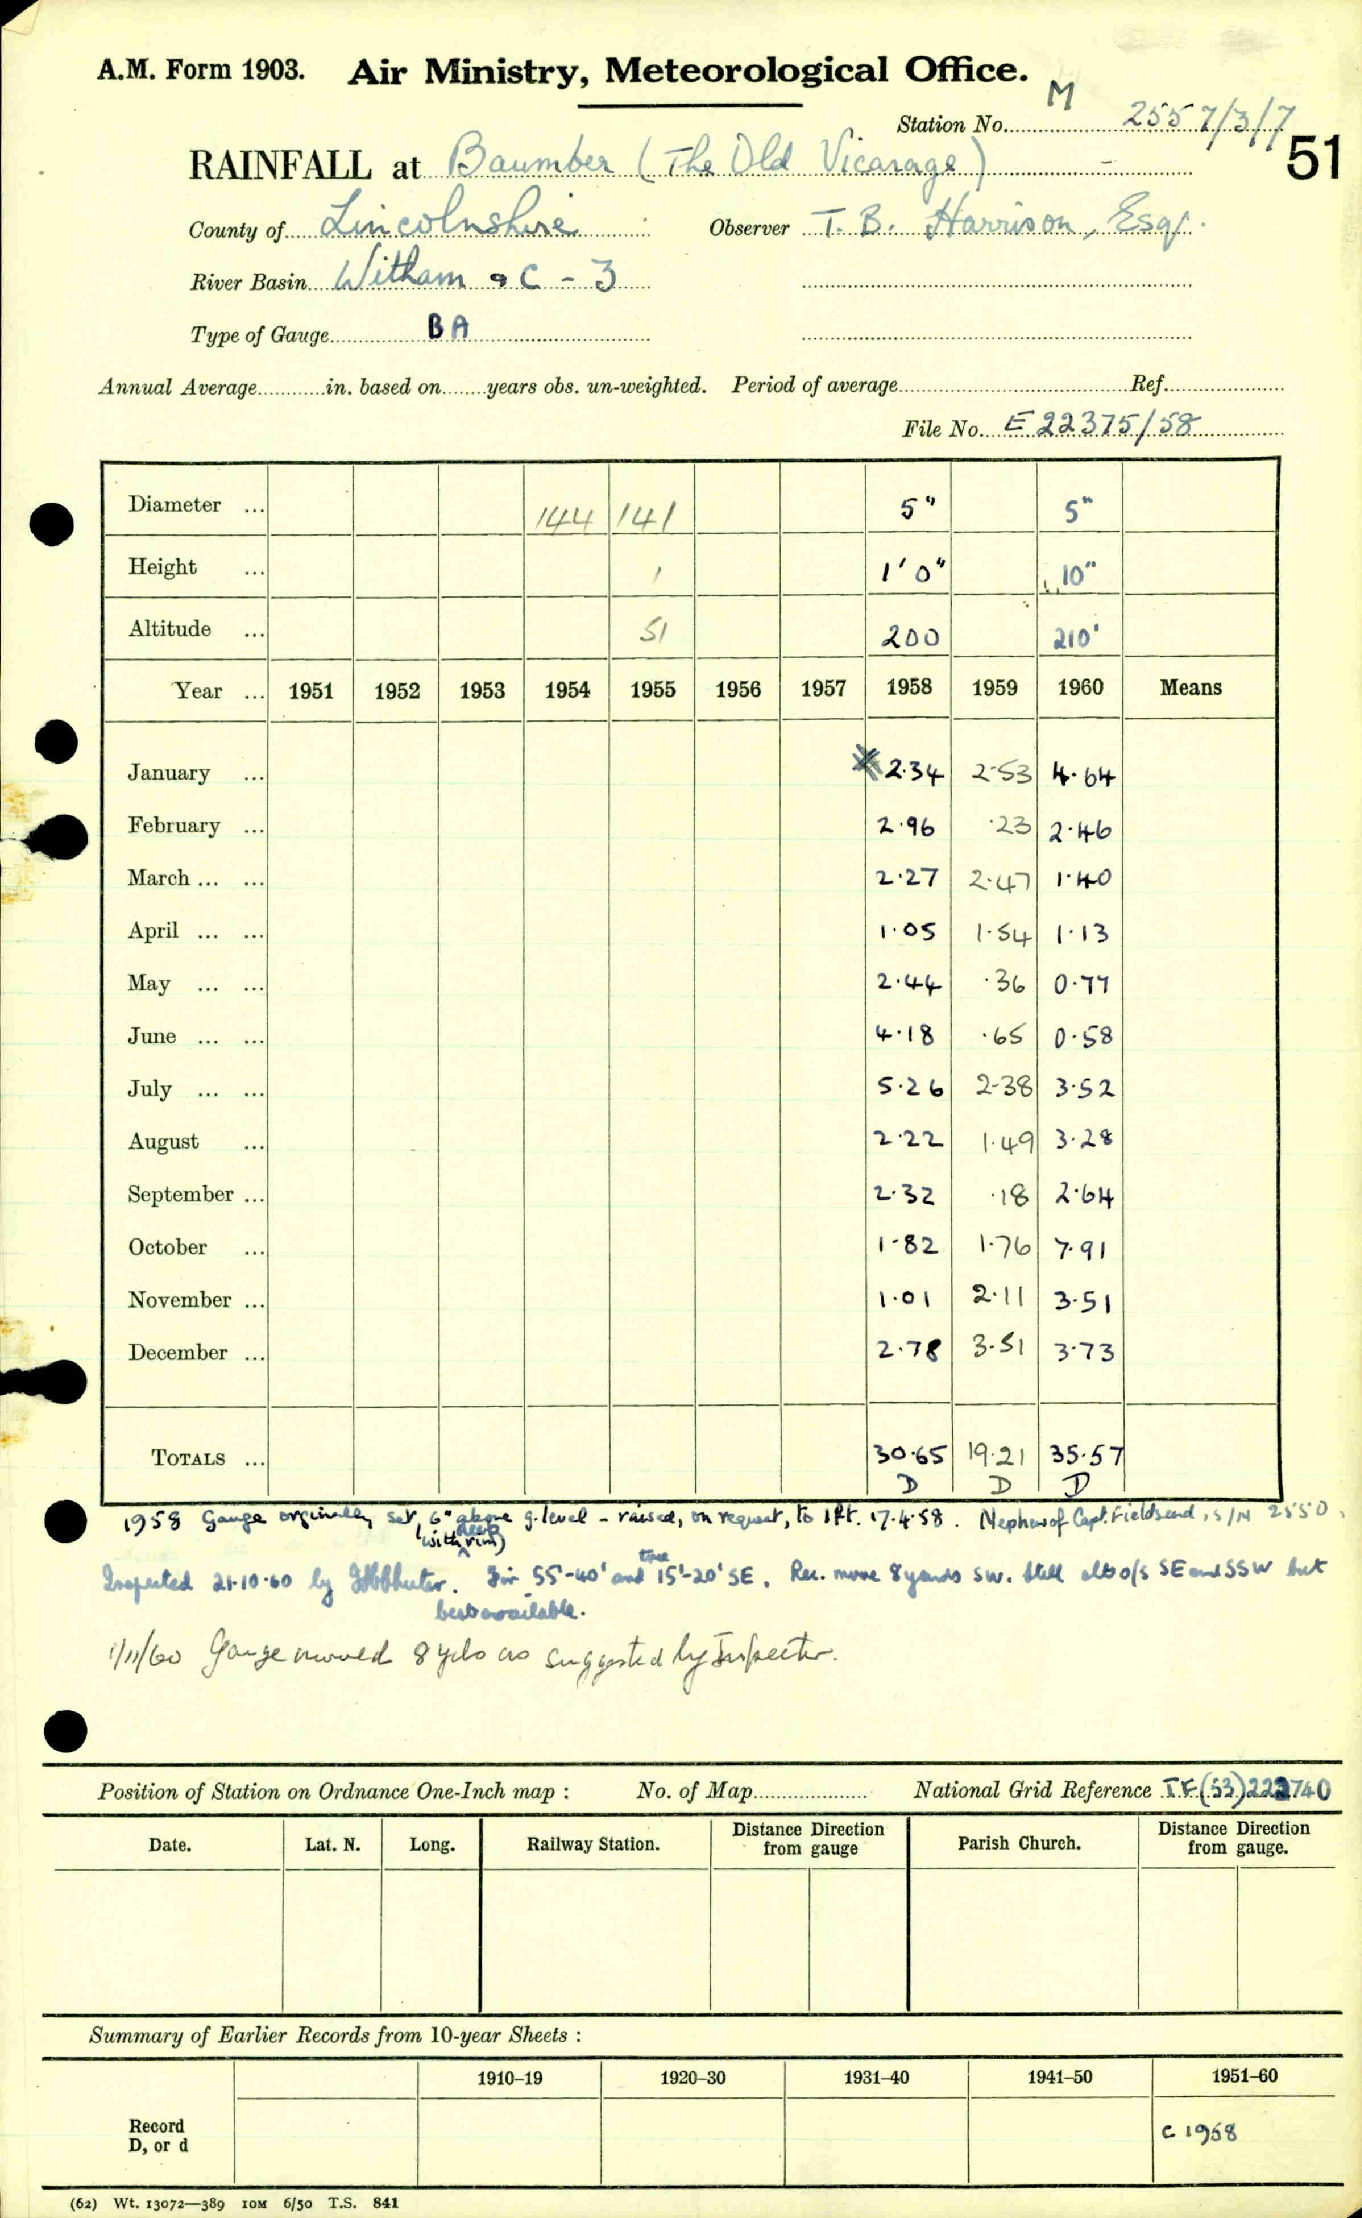 A.M. Form 1903. Air Ministry, Meteorological Office.
M
Station No. 2557/3/7
51
RAINFALL at Baumber (The Old Vicarage)
County of Lincolnshire Observer T. B. Harrison, Esq.
River Basin Witham & C - 3
Type of Gauge BA
Annual Average in. based on years obs. un-weighted. Period of average Ref.
File No. E22375/58
Diameter ... 144 141 5" 5"
Height ... 1 1'0" 10"
Altitude ... 51 200 210'
Year ... 1951 1952 1953 1954 1955 1956 1957 1958 1959 1960 Means
January ... 2.34 2.53 4.64
February ... 2.96 .23 2.46
March ... ... 2.27 2.47 1.40
April ... ... 1.05 1.54 1.13
May ... ... 2.44 .36 0.77
June ... ... 4.18 .65 0.58
July ... ... 5.26 2.38 3.52
August ... 2.22 1.49 3.28
September ... 2.32 .18 2.64
October ... 1.82 1.76 7.91
November ... 1.01 2.11 3.51
December ... 2.78 3.51 3.73
TOTALS ... 30.65 19.21 35.57
D D D
1958 Gauge orginally set 6" above g. level - raised, on request, to 1 ft. 17.4.58. Nephew of Capt. Fieldsend, S/N 2550.
(with deep rim)
Inspected 21.10.60 by Fir 55'-40' and tree 15'-20' SE. Rec. move 8 yards SW. Still alto o/s SE and SSW but
best available.
1/11/60 Gauge moved 8 yds as suggested by Inspector.
Position of Station on Ordnance One-Inch map : No. of Map National Grid Reference TF(53)222740
Date. Lat. N. Long. Railway Station. Distance Direction from gauge Parish Church. Distance Direction from gauge.
Summary of Earlier Records from 10-year Sheets :
1910–19 1920–30 1931–40 1941–50 1951–60
Record
D, or d
c 1958
(62) Wt. 13072—389 10M 6/50 T.S. 841